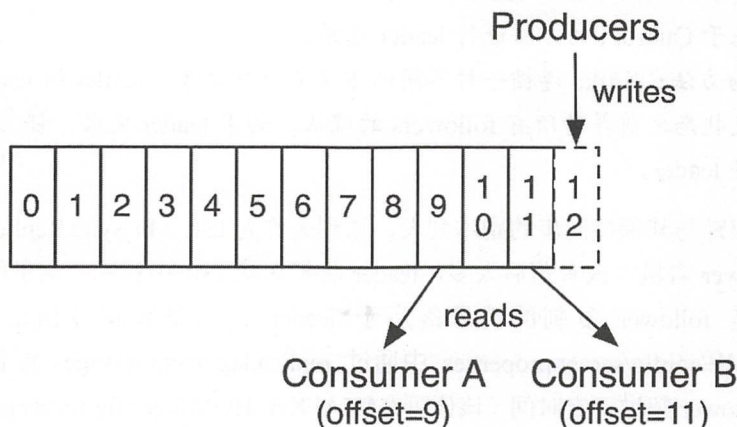 Producers
writes
0 1 2 3 4 5 6 7 8 9 10 11 12
reads
Consumer A Consumer B
(offset=9) (offset=11)